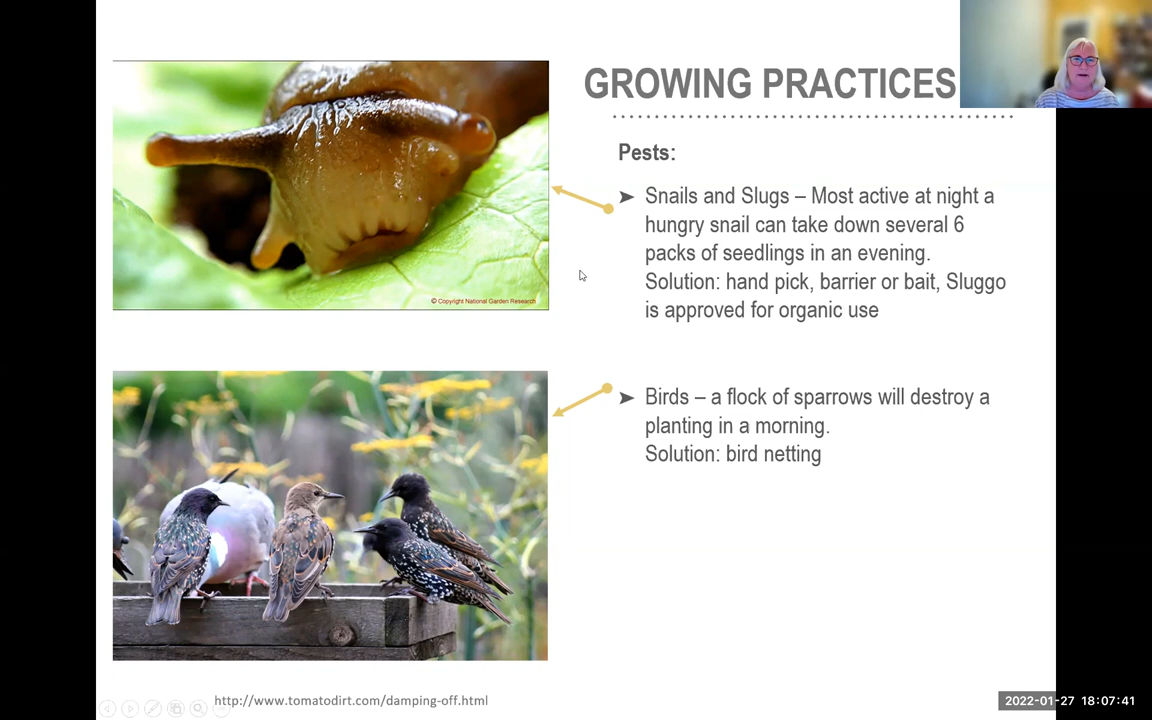 GROWING PRACTICES
Pests:
➤ Snails and Slugs – Most active at night a
hungry snail can take down several 6
packs of seedlings in an evening.
Solution: hand pick, barrier or bait, Sluggo
is approved for organic use
© Copyright National Garden Research
➤ Birds – a flock of sparrows will destroy a
planting in a morning.
Solution: bird netting
http://www.tomatodirt.com/damping-off.html
2022-01-27 18:07:41